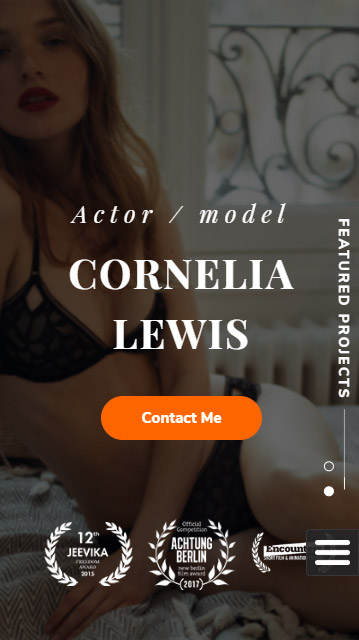 Actor / model
CORNELIA
LEWIS
Contact Me
FEATURED PROJECTS
12th
JEEVIKA
FREEDOM
AWARD
2015
Official
Competition
ACHTUNG
BERLIN
new berlin
film award
(2017)
Encount